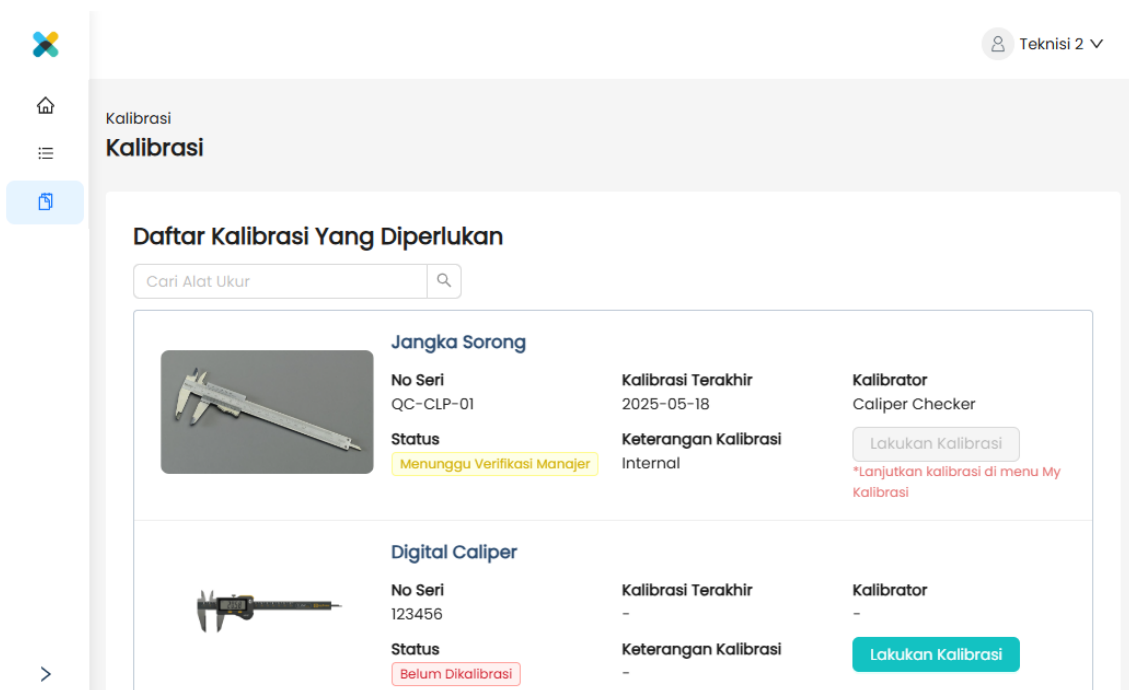 Teknisi 2
Kalibrasi
Kalibrasi
Daftar Kalibrasi Yang Diperlukan
Cari Alat Ukur
Jangka Sorong
No Seri
QC-CLP-01
Kalibrasi Terakhir
2025-05-18
Kalibrator
Caliper Checker
Status
Menunggu Verifikasi Manajer
Keterangan Kalibrasi
Internal
Lakukan Kalibrasi
*Lanjutkan kalibrasi di menu My
Kalibrasi
Digital Caliper
No Seri
123456
Kalibrasi Terakhir
-
Kalibrator
-
Status
Belum Dikalibrasi
Keterangan Kalibrasi
-
Lakukan Kalibrasi